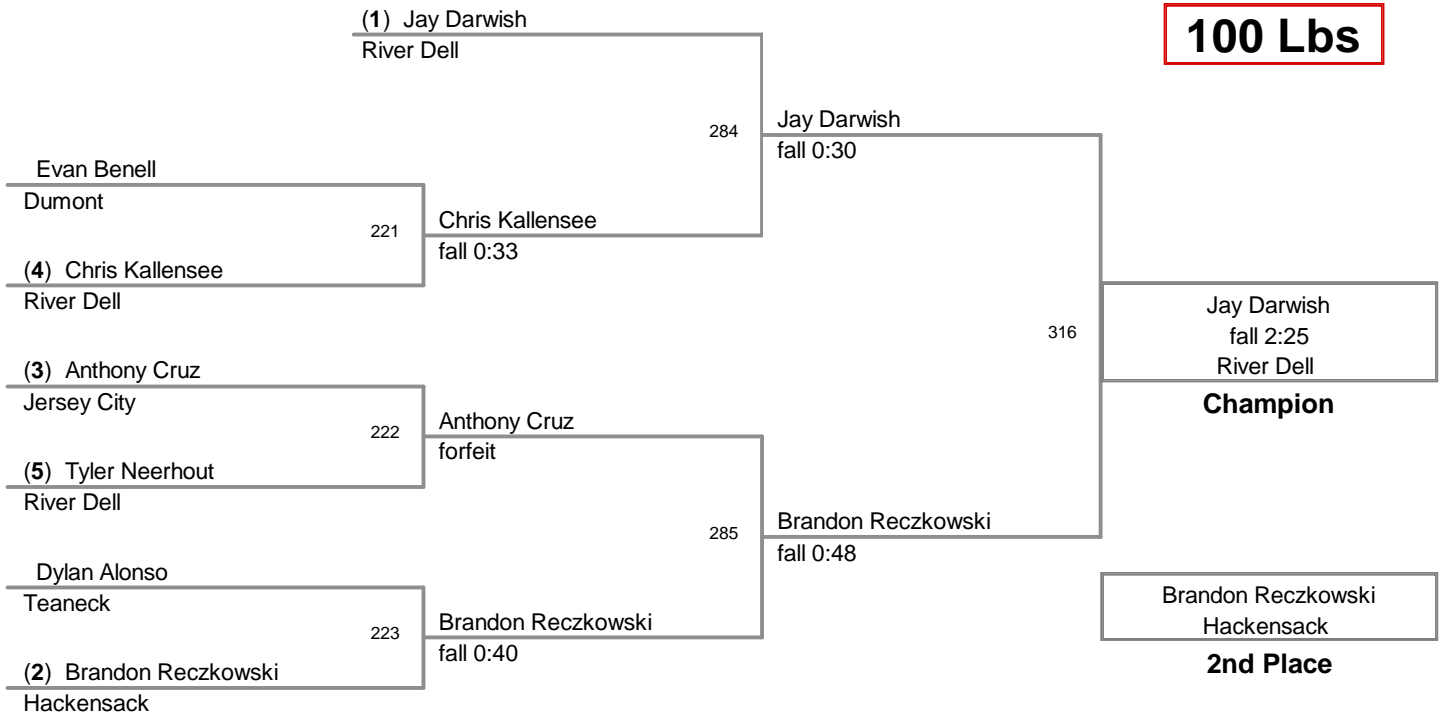 (1) Jay Darwish
River Dell
100 Lbs
284
Jay Darwish
fall 0:30
Evan Benell
Dumont
221
Chris Kallensee
fall 0:33
(4) Chris Kallensee
River Dell
316
Jay Darwish
fall 2:25
River Dell
Champion
(3) Anthony Cruz
Jersey City
222
Anthony Cruz
forfeit
(5) Tyler Neerhout
River Dell
285
Brandon Reczkowski
fall 0:48
Dylan Alonso
Teaneck
223
Brandon Reczkowski
fall 0:40
(2) Brandon Reczkowski
Hackensack
Brandon Reczkowski
Hackensack
2nd Place